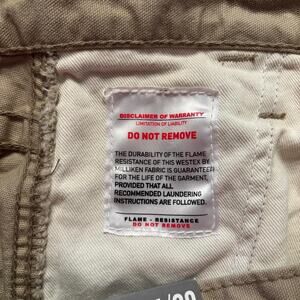 DISCLAIMER OF WARRANTY
LIMITATION OF LIABILITY
DO NOT REMOVE
THE DURABILITY OF THE FLAME
RESISTANCE OF THIS WESTEX BY
MILLIKEN FABRIC IS GUARANTEED
FOR THE LIFE OF THE GARMENT,
PROVIDED THAT ALL
RECOMMENDED LAUNDERING
INSTRUCTIONS ARE FOLLOWED.
FLAME - RESISTANCE
DO NOT REMOVE